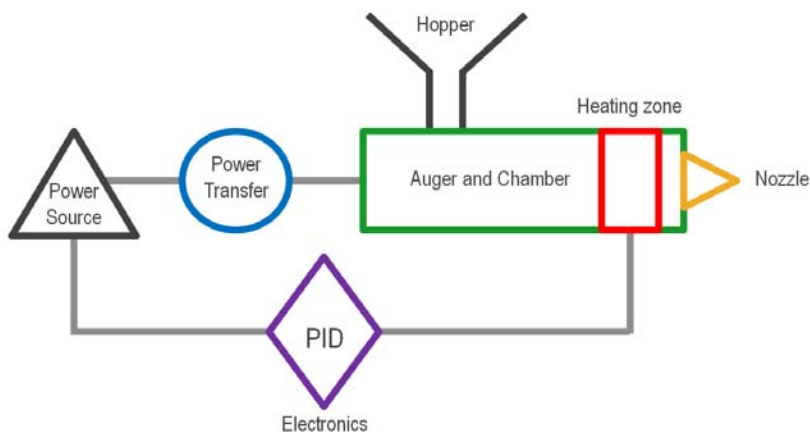 Hopper
Heating zone
Power
Transfer
Auger and Chamber
Nozzle
Power
Source
PID
Electronics